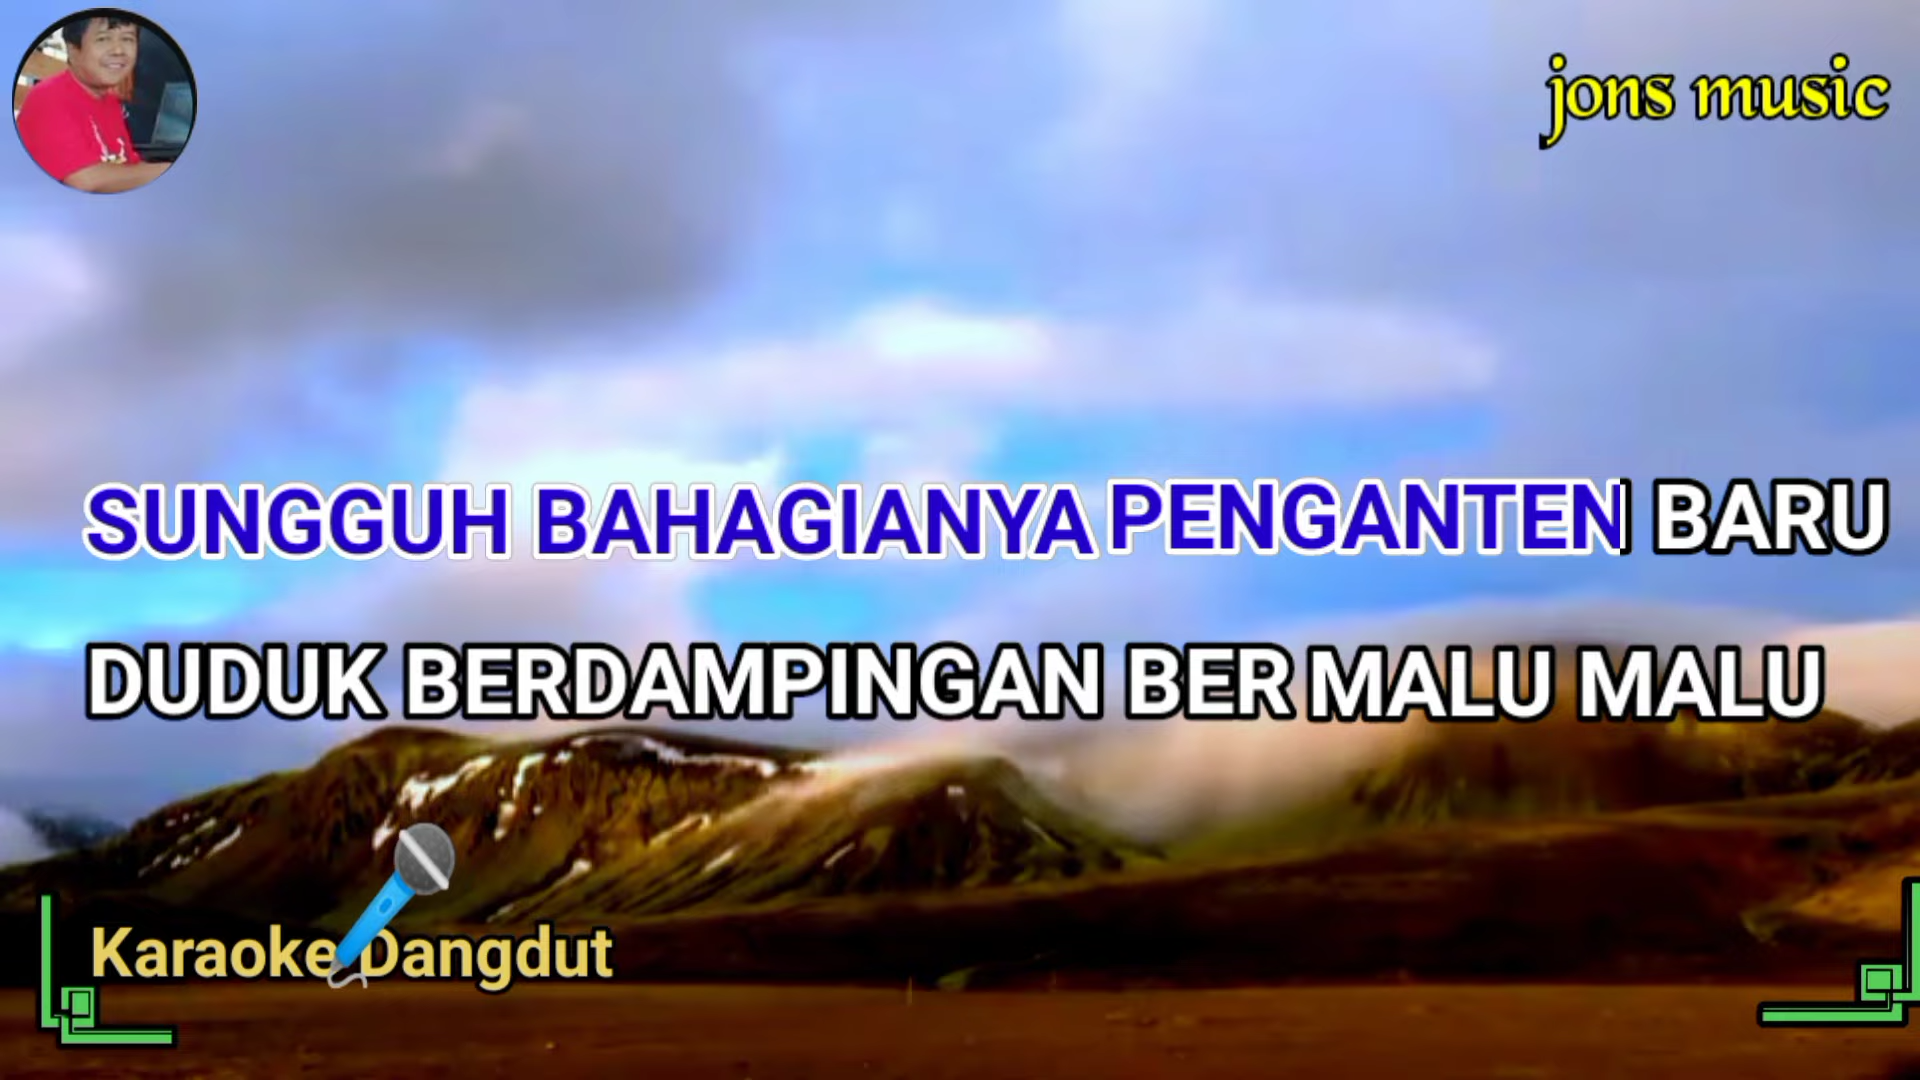 jons music
SUNGGUH BAHAGIANYA PENGANTEN BARU
DUDUK BERDAMPINGAN BER MALU MALU
Karaoke Dangdut